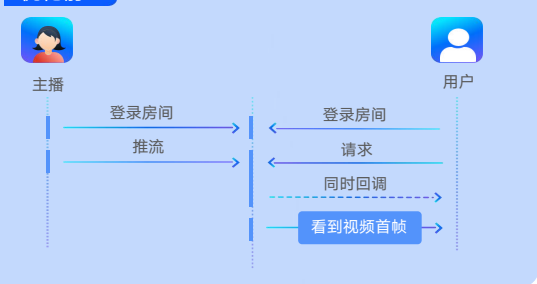 主播
用户
登录房间
登录房间
推流
请求
同时回调
看到视频首帧